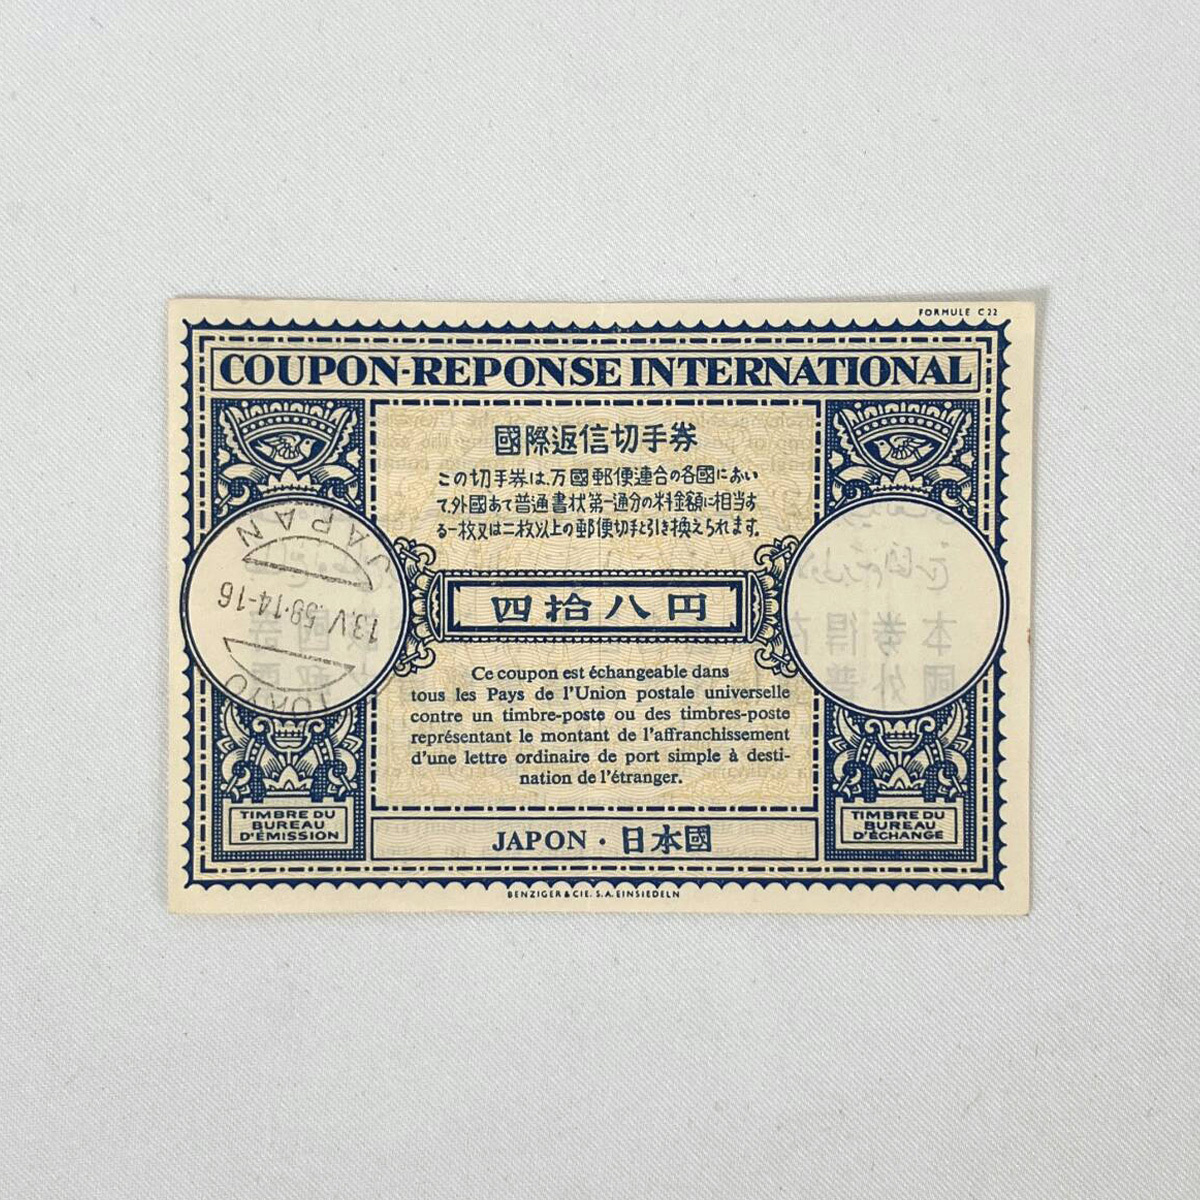 FORMULE C22
COUPON-REPONSE INTERNATIONAL
國際返信切手券
この切手券は、万國郵便連合の各國におい
て、外國あて普通書状第一通分の料金額に相当す
る一枚又は二枚以上の郵便切手と引き換えられます。
JAPAN
13.V.58.14-16
TOKYO
四拾八円
Ce coupon est échangeable dans
tous les Pays de l'Union postale universelle
contre un timbre-poste ou des timbres-poste
représentant le montant de l'affranchissement
d'une lettre ordinaire de port simple à desti-
nation de l'étranger.
TIMBRE DU
BUREAU
D'ÉMISSION
TIMBRE DU
BUREAU
D'ÉCHANGE
JAPON · 日本國
BENZIGER & CIE. S.A. EINSIEDELN